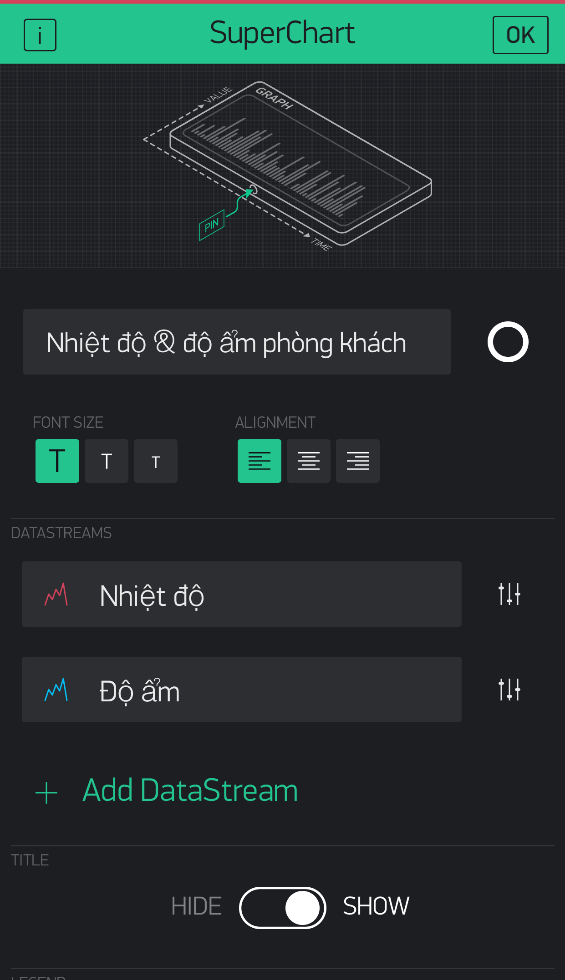 i
SuperChart
OK
VALUE
GRAPH
PIN
TIME
Nhiệt độ & độ ẩm phòng khách
FONT SIZE
ALIGNMENT
T
T
T
DATASTREAMS
Nhiệt độ
Độ ẩm
+ Add DataStream
TITLE
HIDE
SHOW
LEGEND